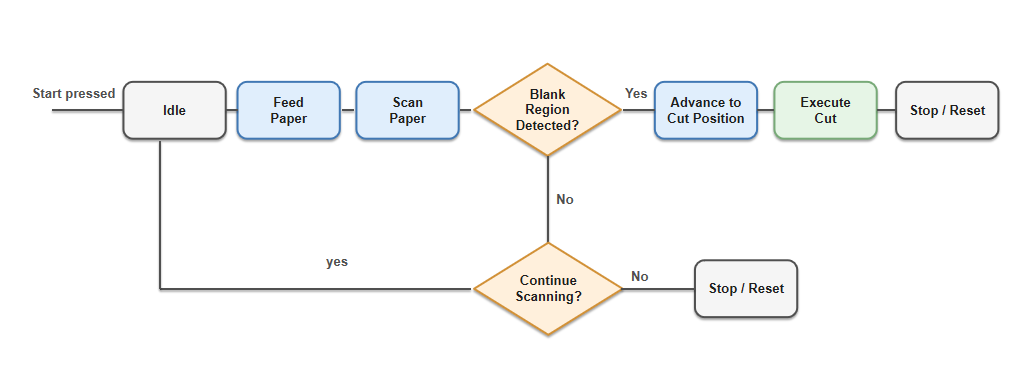 Start pressed
Idle
Feed
Paper
Scan
Paper
Blank
Region
Detected?
Yes
Advance to
Cut Position
Execute
Cut
Stop / Reset
No
yes
Continue
Scanning?
No
Stop / Reset